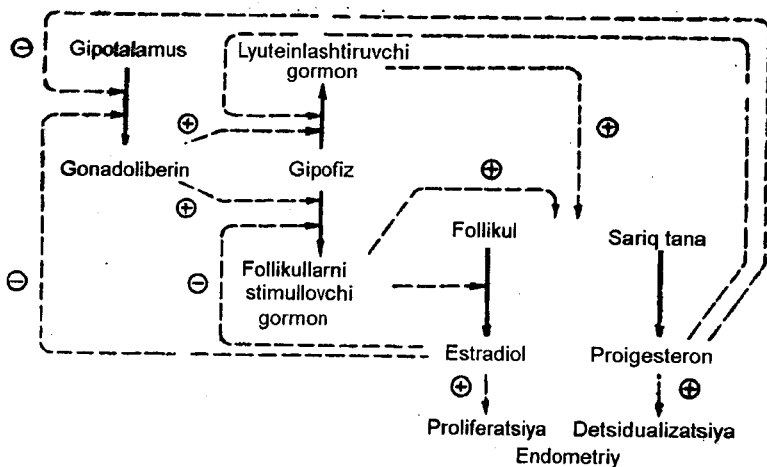 Gipotalamus
Lyuteinlashtiruvchi
gormon
Gonadoliberin
Gipofiz
Follikul
Sariq tana
Follikullarni
stimullovchi
gormon
Estradiol
Proigesteron
Proliferatsiya
Detsidualizatsiya
Endometriy